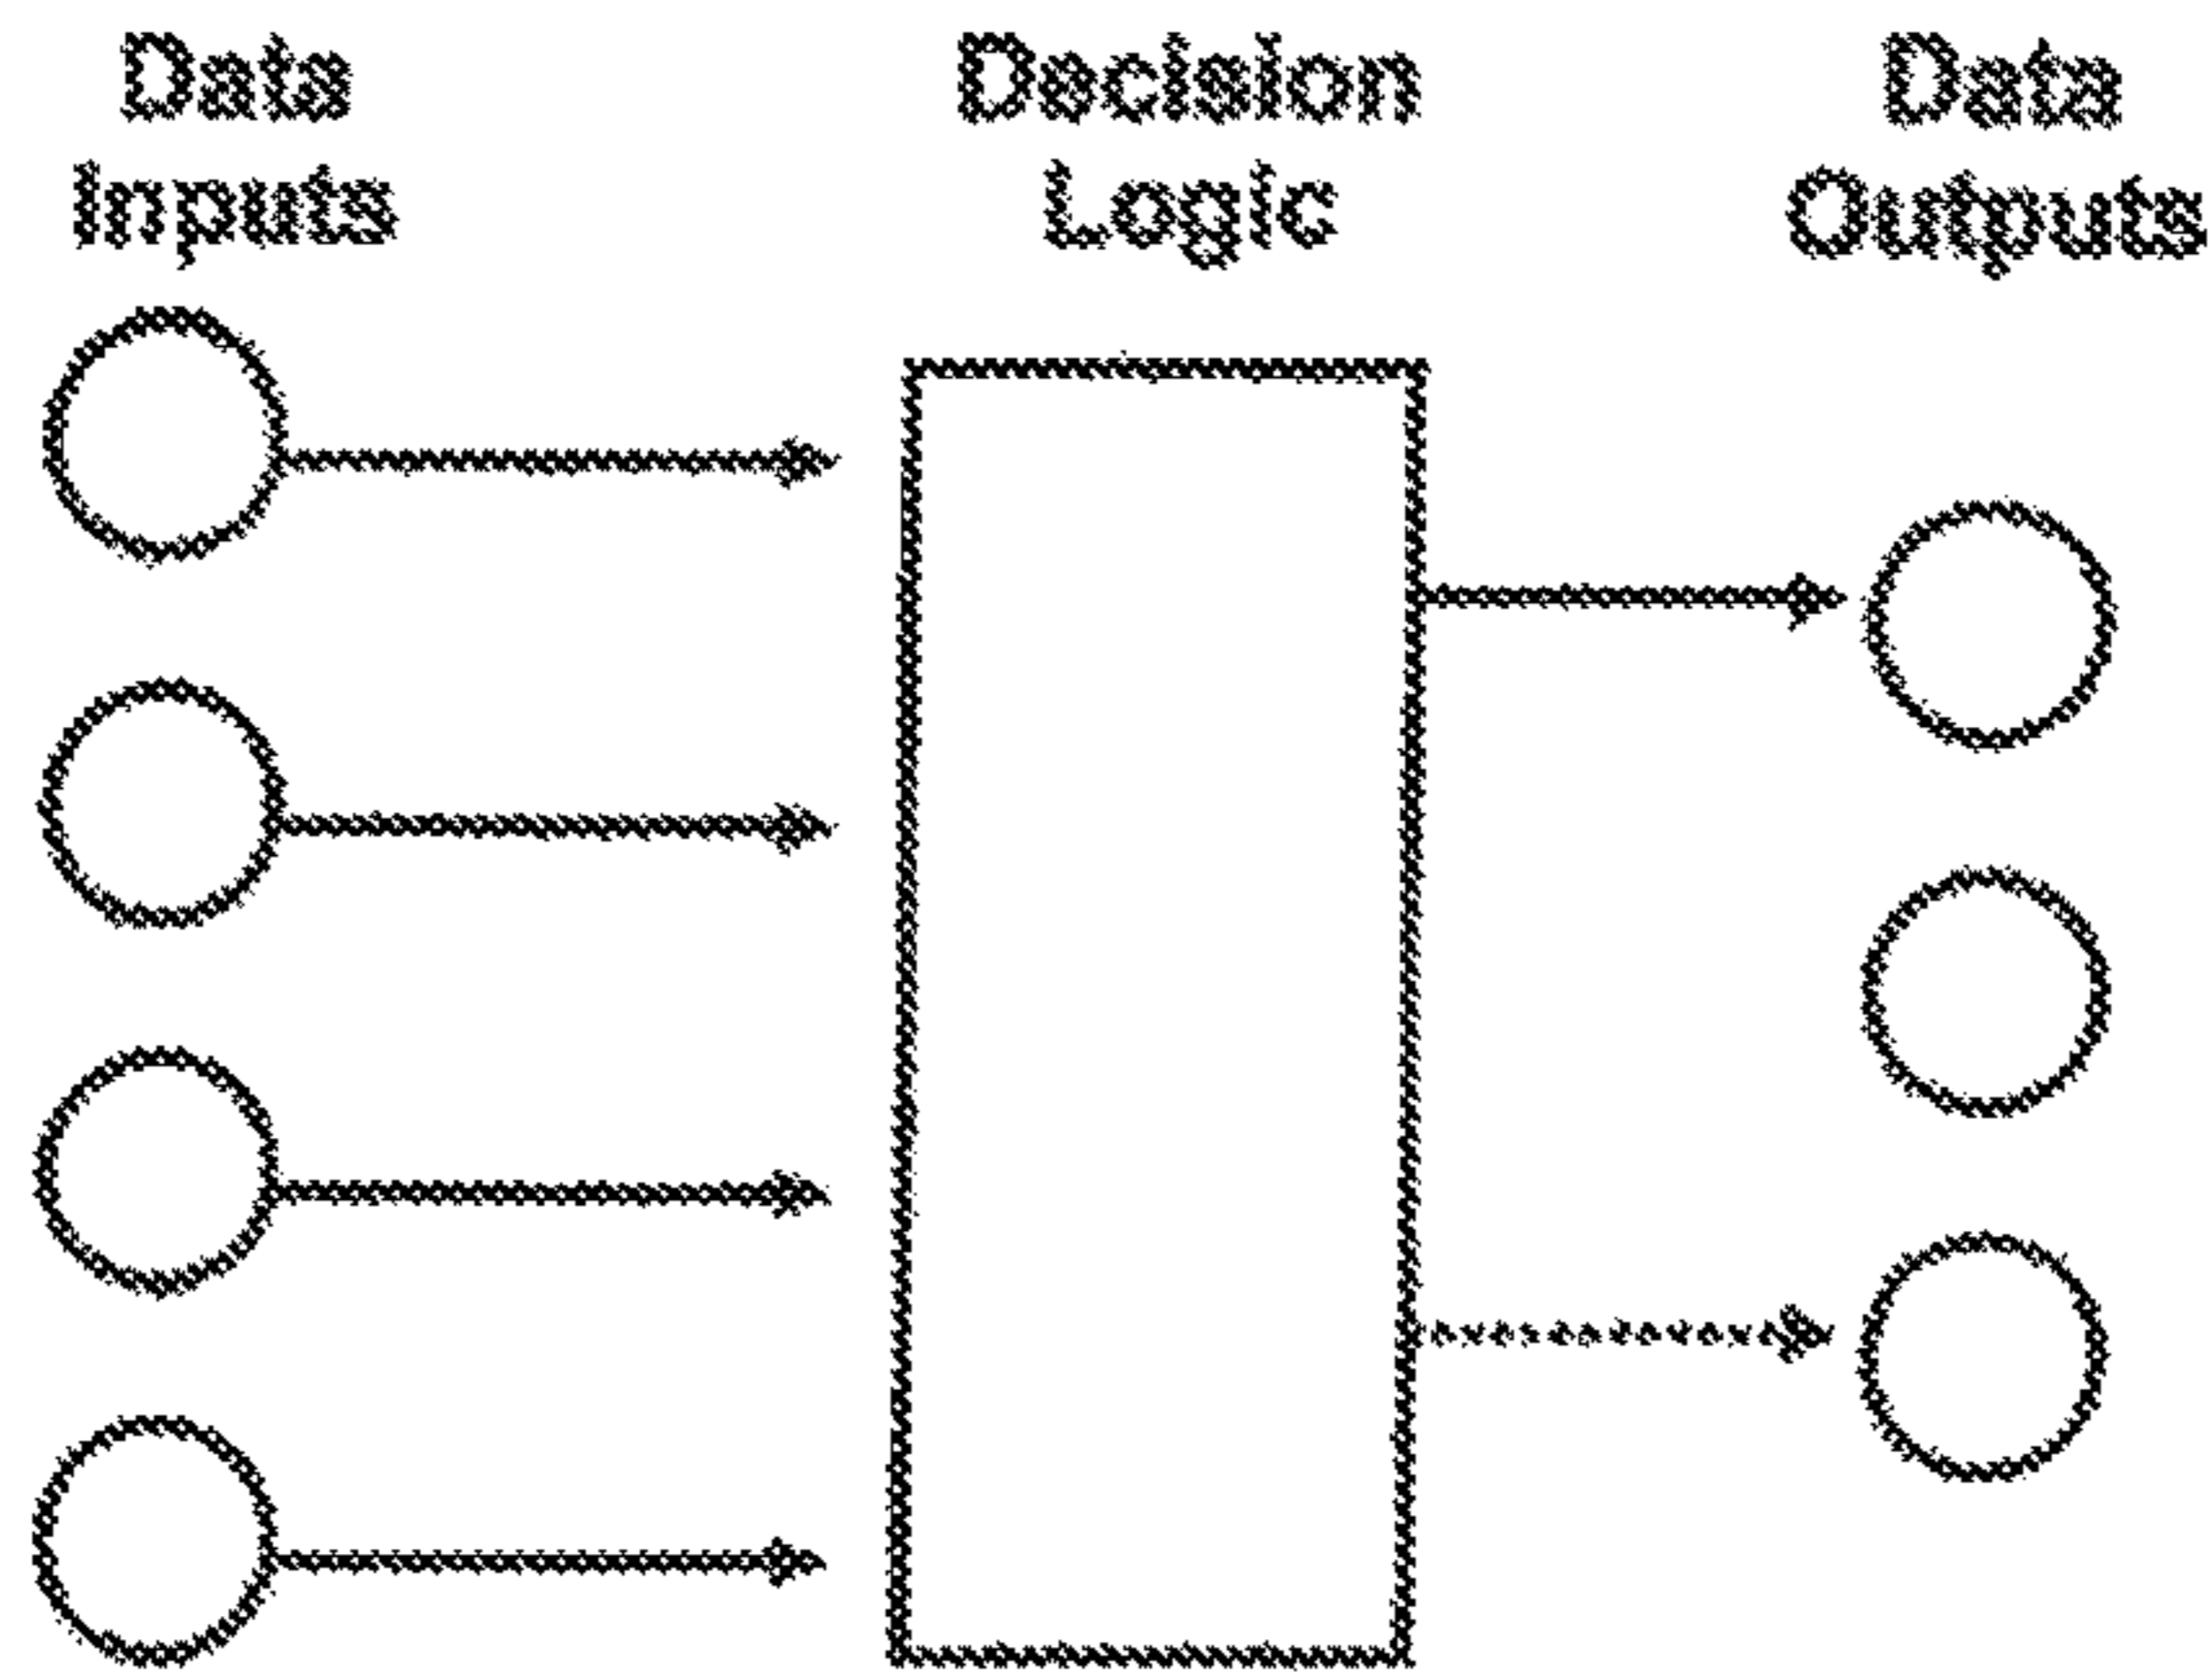 Data
Inputs
Decision
Logic
Data
Outputs